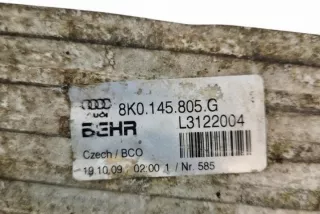 Audi 8K0.145.805.G
BEHR L3122004
Czech / BCO
19.10.09 02:00 1 / Nr. 585